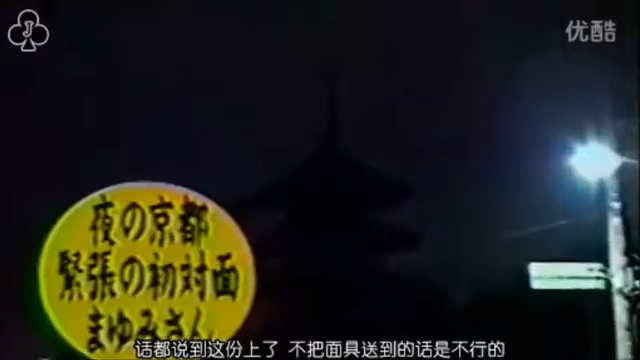 J
优酷
夜の京都
緊張の初対面
まゆみさん
话都说到这份上了 不把面具送到的话是不行的